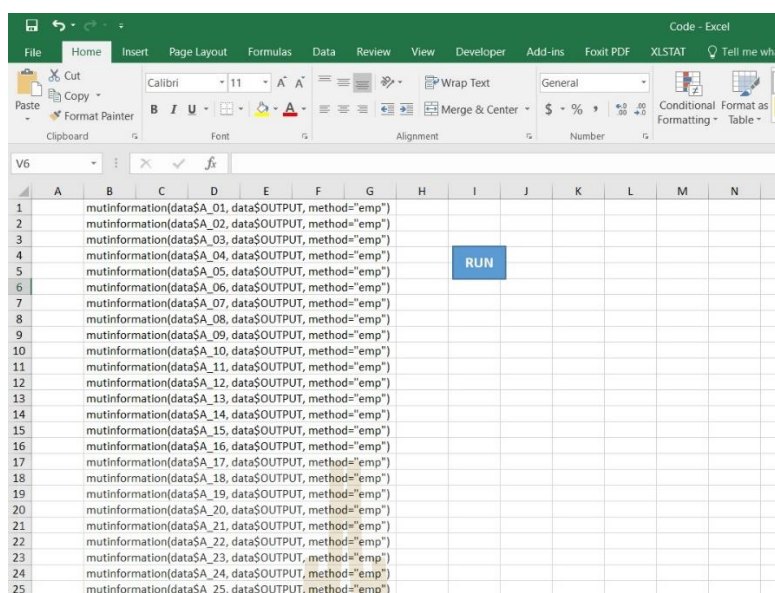 Code - Excel
File Home Insert Page Layout Formulas Data Review View Developer Add-ins Foxit PDF XLSTAT Tell me wh
Cut
Copy
Format Painter
Paste
Calibri 11 A A
B I U A
Wrap Text
Merge & Center
General
$ % ,
Conditional Formatting
Format as Table
Clipboard Font Alignment Number
V6 fx
A B C D E F G H I J K L M N
1 mutinformation(data$A_01, data$OUTPUT, method="emp")
2 mutinformation(data$A_02, data$OUTPUT, method="emp")
3 mutinformation(data$A_03, data$OUTPUT, method="emp")
4 mutinformation(data$A_04, data$OUTPUT, method="emp")
RUN
5 mutinformation(data$A_05, data$OUTPUT, method="emp")
6 mutinformation(data$A_06, data$OUTPUT, method="emp")
7 mutinformation(data$A_07, data$OUTPUT, method="emp")
8 mutinformation(data$A_08, data$OUTPUT, method="emp")
9 mutinformation(data$A_09, data$OUTPUT, method="emp")
10 mutinformation(data$A_10, data$OUTPUT, method="emp")
11 mutinformation(data$A_11, data$OUTPUT, method="emp")
12 mutinformation(data$A_12, data$OUTPUT, method="emp")
13 mutinformation(data$A_13, data$OUTPUT, method="emp")
14 mutinformation(data$A_14, data$OUTPUT, method="emp")
15 mutinformation(data$A_15, data$OUTPUT, method="emp")
16 mutinformation(data$A_16, data$OUTPUT, method="emp")
17 mutinformation(data$A_17, data$OUTPUT, method="emp")
18 mutinformation(data$A_18, data$OUTPUT, method="emp")
19 mutinformation(data$A_19, data$OUTPUT, method="emp")
20 mutinformation(data$A_20, data$OUTPUT, method="emp")
21 mutinformation(data$A_21, data$OUTPUT, method="emp")
22 mutinformation(data$A_22, data$OUTPUT, method="emp")
23 mutinformation(data$A_23, data$OUTPUT, method="emp")
24 mutinformation(data$A_24, data$OUTPUT, method="emp")
25 mutinformation(data$A_25, data$OUTPUT, method="emp")